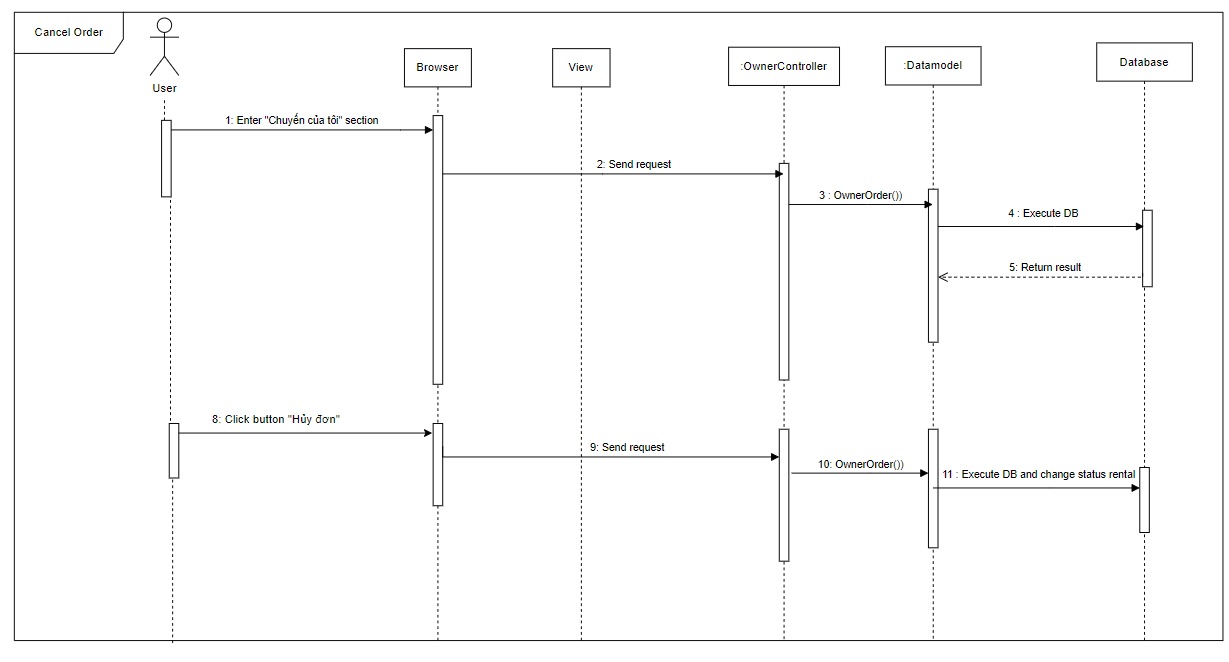 Cancel Order
User
Browser
View
:OwnerController
:Datamodel
Database
1: Enter "Chuyến của tôi" section
2: Send request
3 : OwnerOrder())
4 : Execute DB
5: Return result
8: Click button "Hủy đơn"
9: Send request
10: OwnerOrder())
11 : Execute DB and change status rental